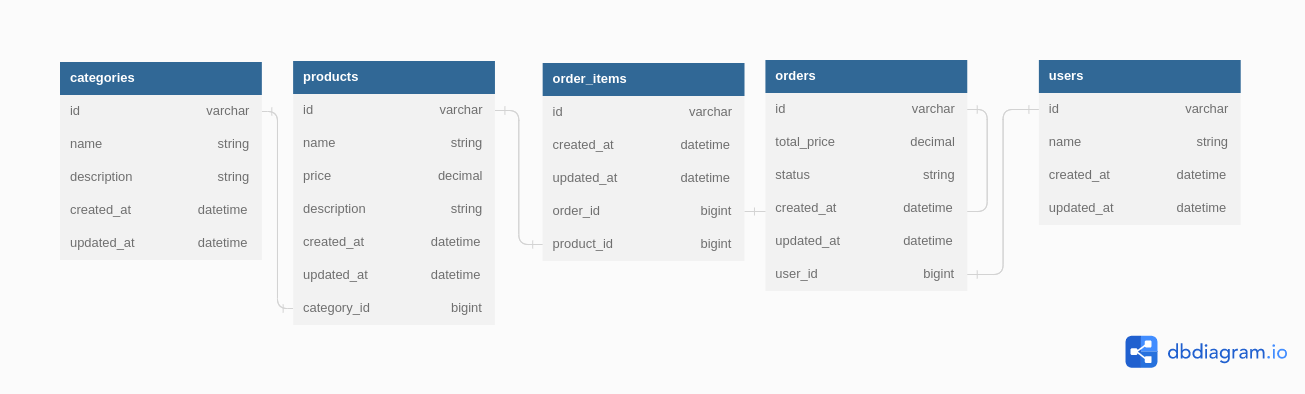 categories
id varchar
name string
description string
created_at datetime
updated_at datetime
products
id varchar
name string
price decimal
description string
created_at datetime
updated_at datetime
category_id bigint
order_items
id varchar
created_at datetime
updated_at datetime
order_id bigint
product_id bigint
orders
id varchar
total_price decimal
status string
created_at datetime
updated_at datetime
user_id bigint
users
id varchar
name string
created_at datetime
updated_at datetime
dbdiagram.io